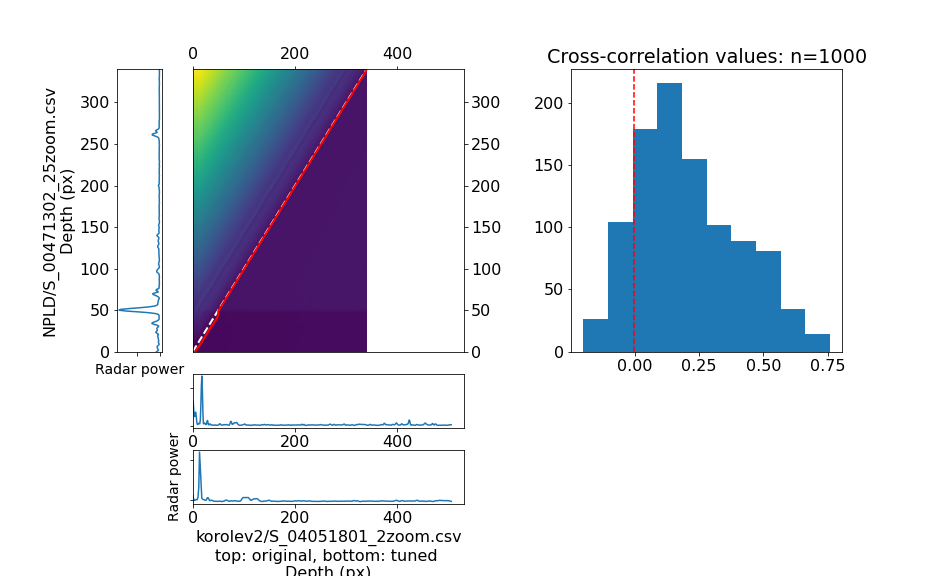 0 200 400
Cross-correlation values: n=1000
NPLD/S_00471302_25zoom.csv
Depth (px)
300
250
200
150
100
50
0
300
250
200
150
100
50
0
200
150
100
50
0
0.00 0.25 0.50 0.75
Radar power
0 200 400
Radar power
0 200 400
korolev2/S_04051801_2zoom.csv
top: original, bottom: tuned
Depth (px)